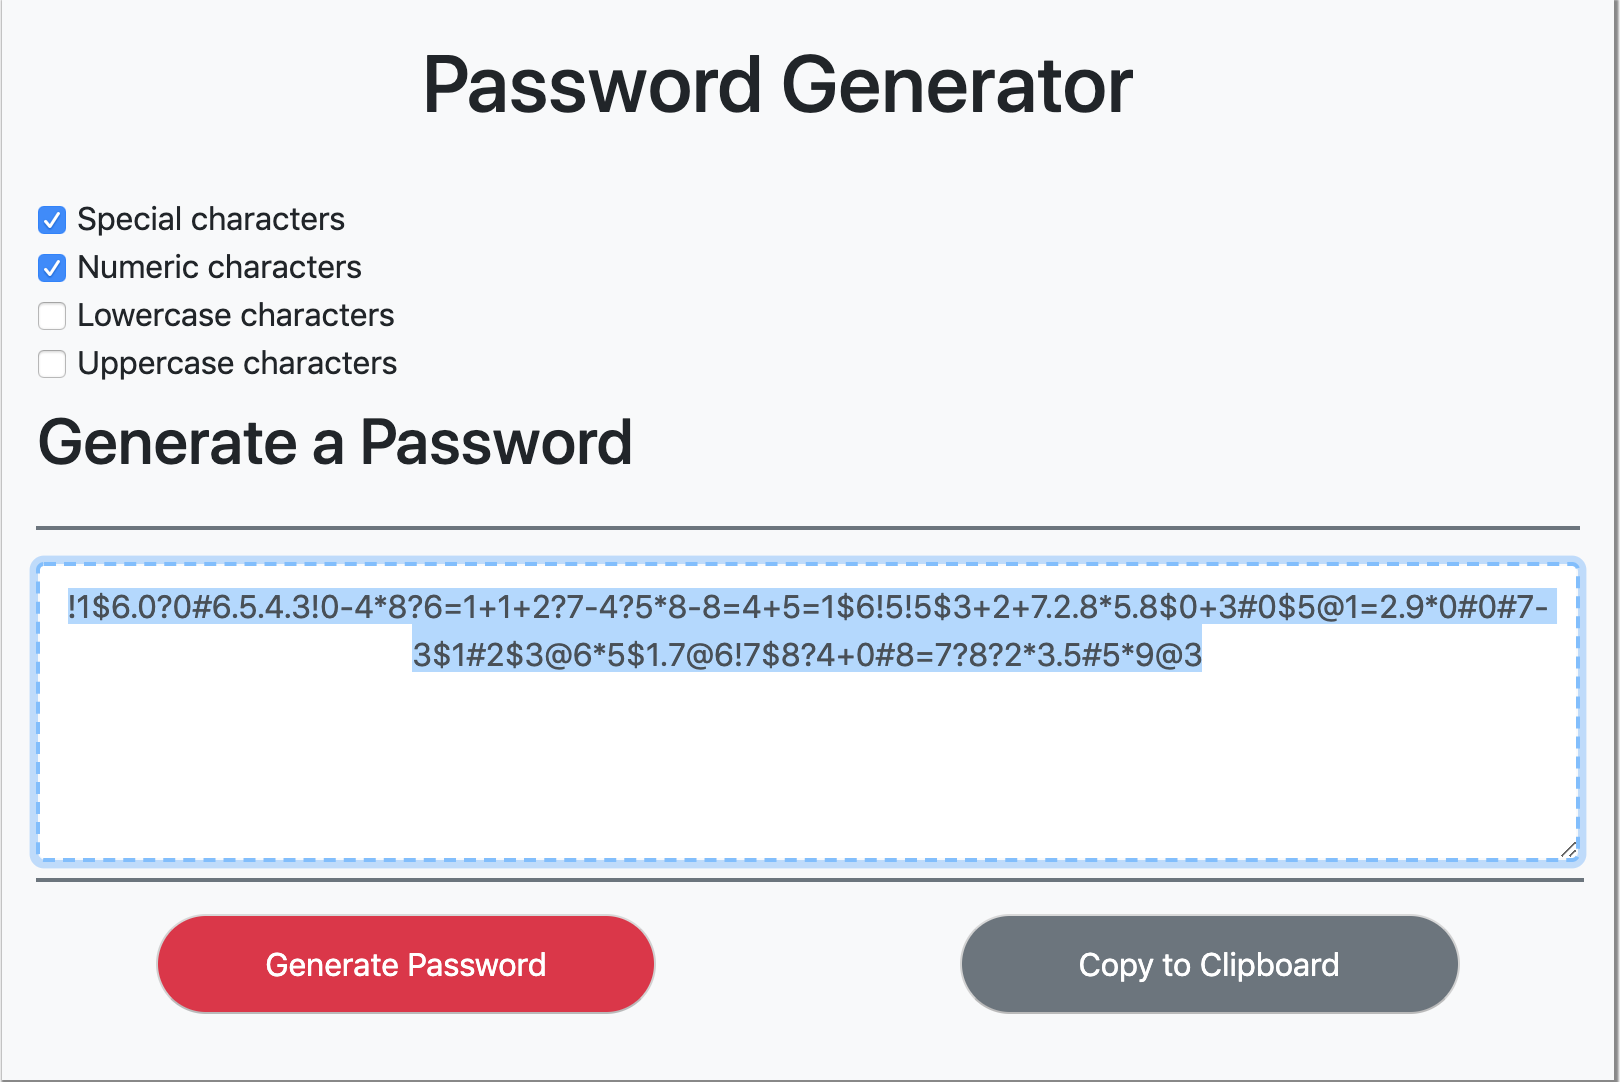 Password Generator
Special characters
Numeric characters
Lowercase characters
Uppercase characters
Generate a Password
!1$6.0?0#6.5.4.3!0-4*8?6=1+1+2?7-4?5*8-8=4+5=1$6!5!5$3+2+7.2.8*5.8$0+3#0$5@1=2.9*0#0#7-
3$1#2$3@6*5$1.7@6!7$8?4+0#8=7?8?2*3.5#5*9@3
Generate Password
Copy to Clipboard